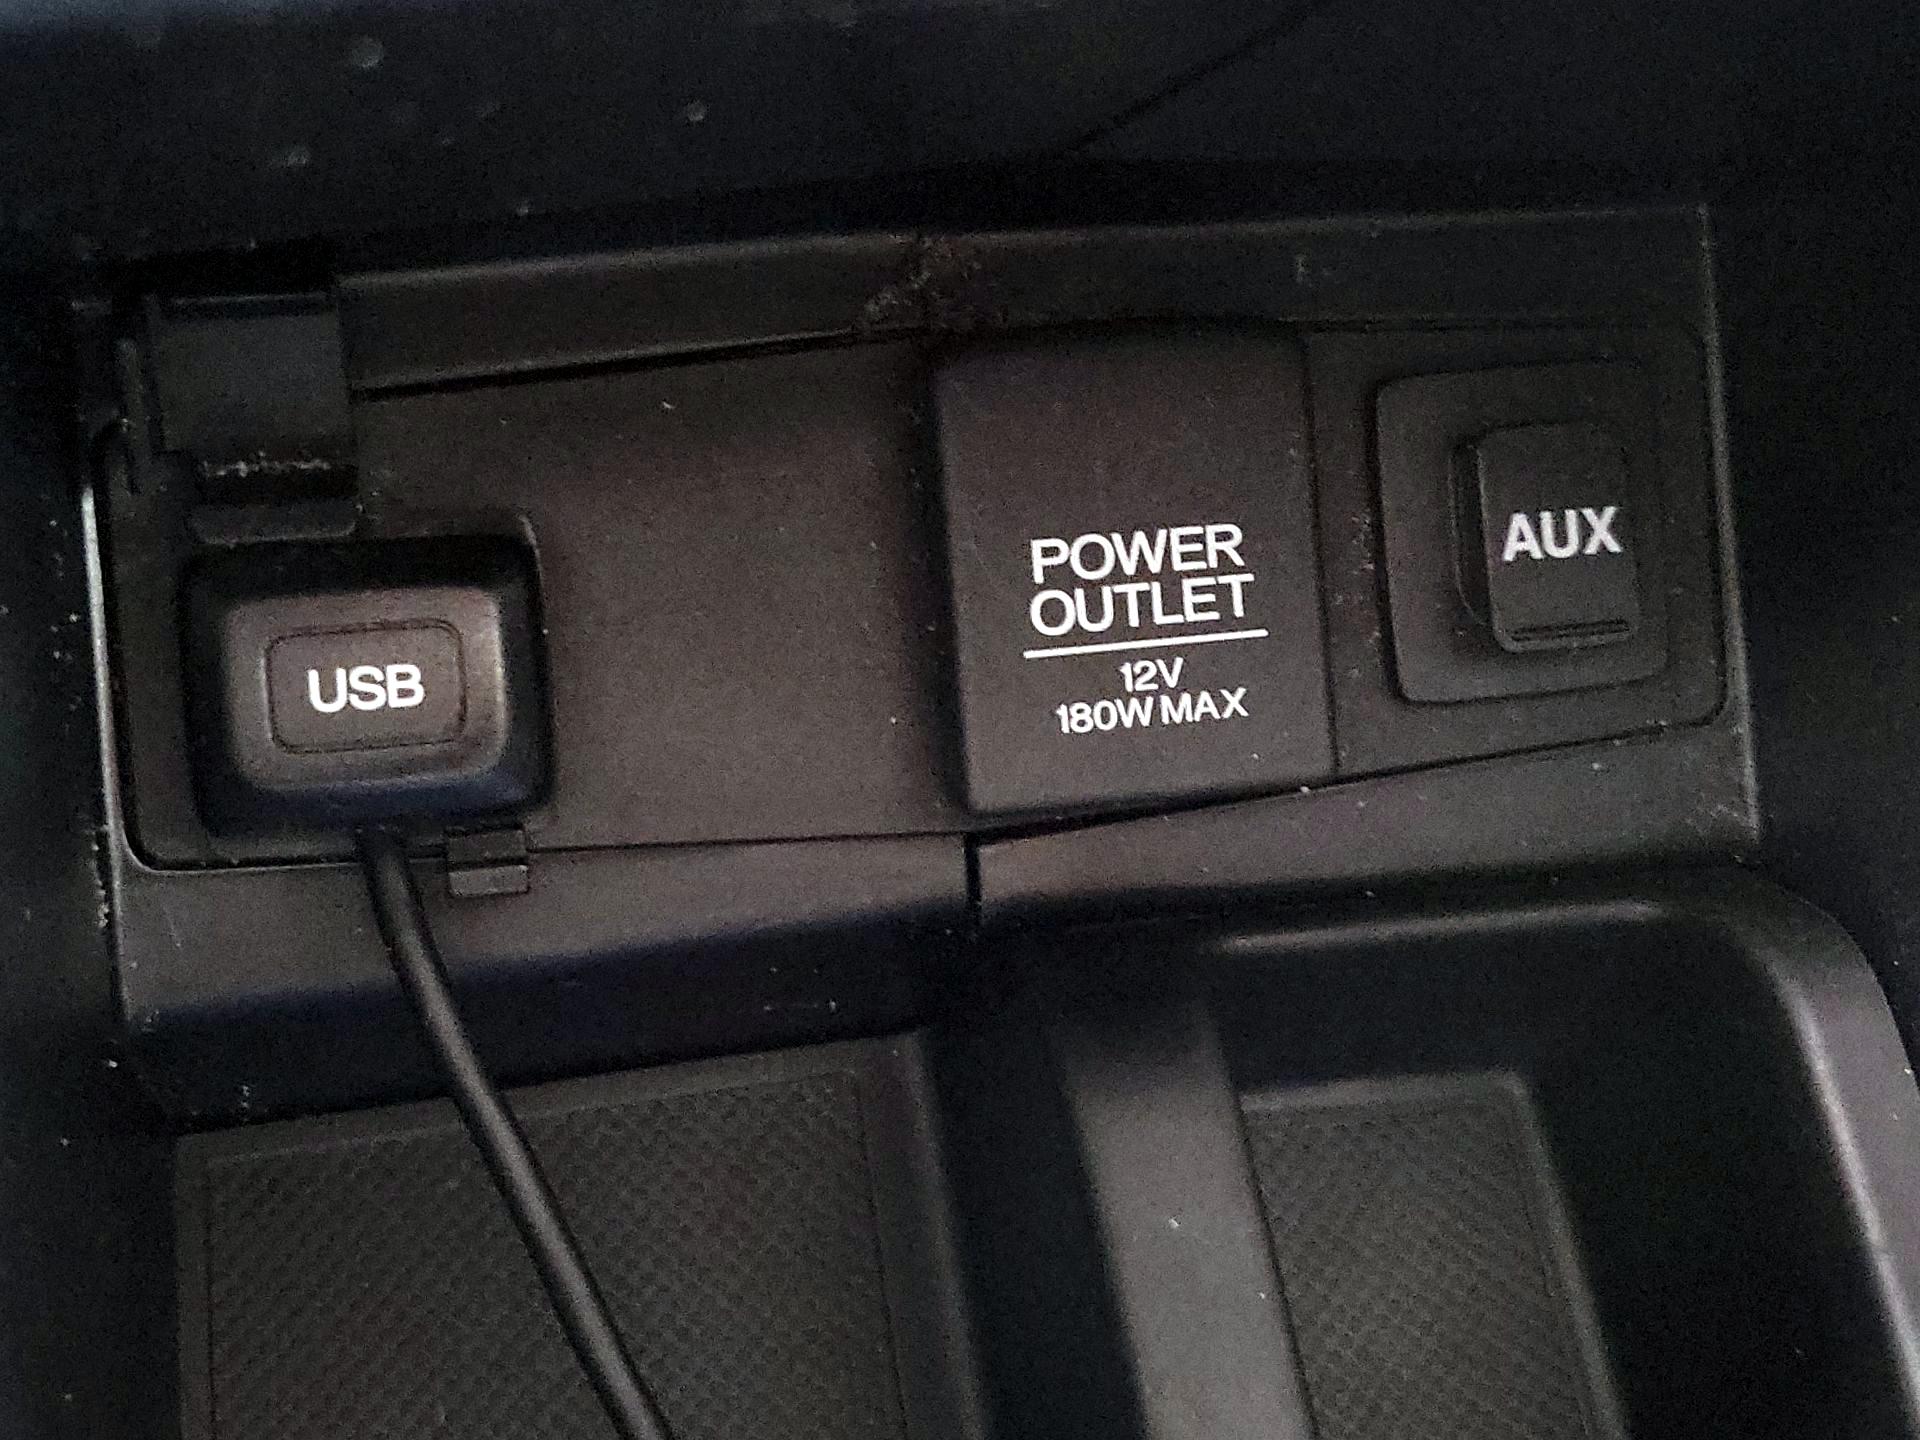 USB
POWER
OUTLET
12V
180W MAX
AUX